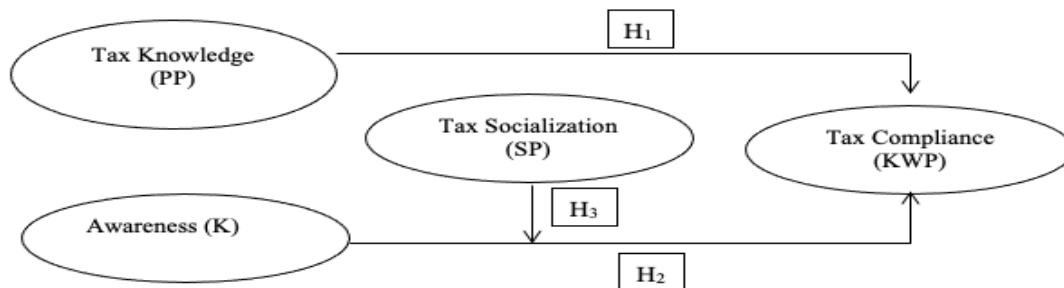 H₁
Tax Knowledge
(PP)
Tax Socialization
(SP)
Tax Compliance
(KWP)
H₃
Awareness (K)
H₂